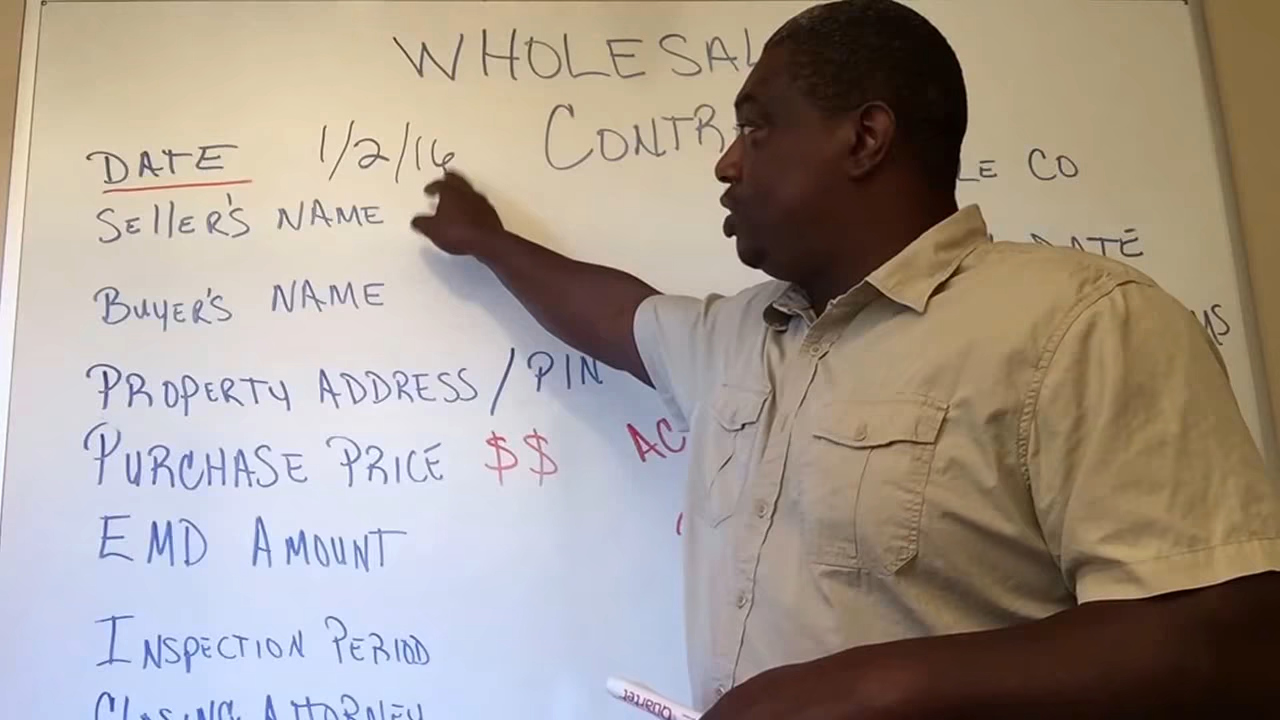 WHOLESAL
CONTR
DATE 1/2/16
SELLER'S NAME
BUYER'S NAME
PROPERTY ADDRESS / PIN
PURCHASE PRICE $$ AC
EMD AMOUNT
INSPECTION PERIOD
CLOSING ATTORNEY
LE CO
DATE
Quartet